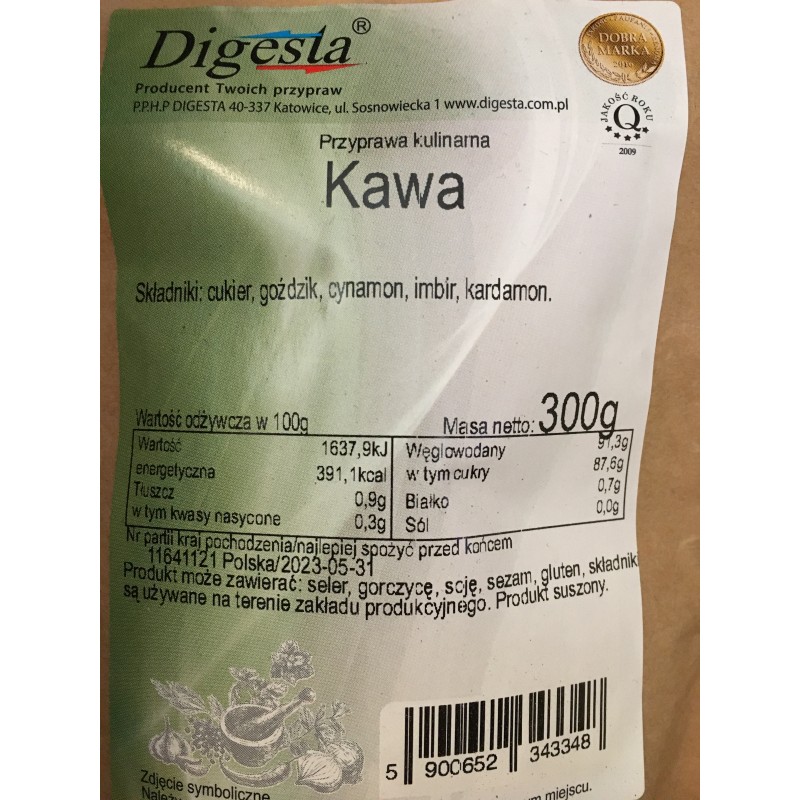 Digesta®
Producent Twoich przypraw
P.P.H.P DIGESTA 40-337 Katowice, ul. Sosnowiecka 1 www.digesta.com.pl
DOBRA
MARKA
JAKOŚĆ ROKU
Q
2009
Przyprawa kulinarna
Kawa
Składniki: cukier, goździk, cynamon, imbir, kardamon.
Wartość odżywcza w 100g
Masa netto: 300g
Wartość 1637,9kJ
energetyczna 391,1kcal
Tłuszcz 0,9g
w tym kwasy nasycone 0,3g
Węglowodany 91,3g
w tym cukry 87,6g
Białko 0,7g
Sól 0,0g
Nr partii kraj pochodzenia/najlepiej spożyć przed końcem
11641121 Polska/2023-05-31
Produkt może zawierać: seler, gorczycę, soję, sezam, gluten, składniki
są używane na terenie zakładu produkcyjnego. Produkt suszony.
5 900652 343348
Zdjęcie symboliczne
miejscu.